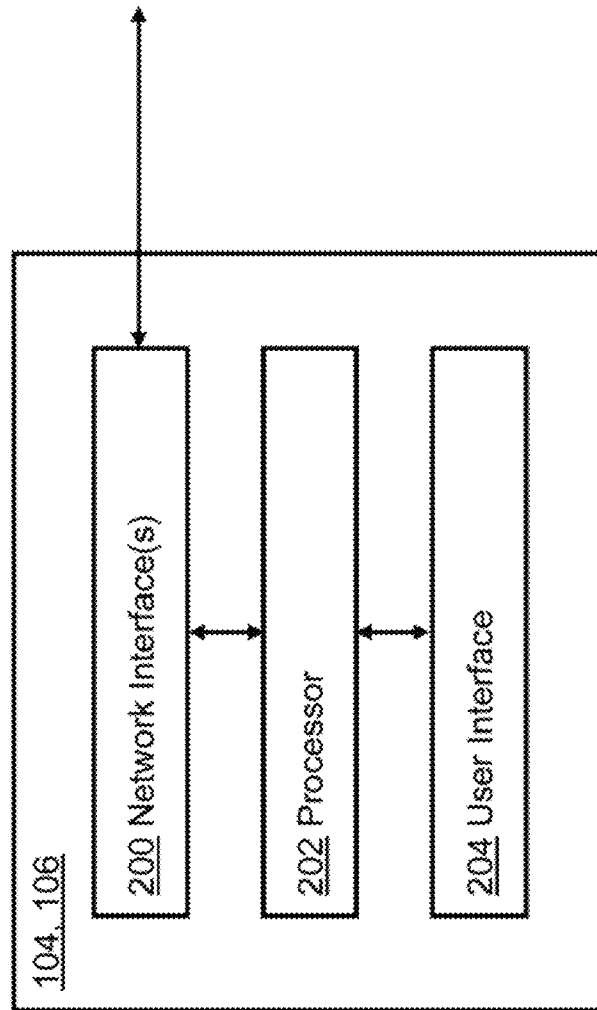 104, 106
200 Network Interface(s)
202 Processor
204 User Interface